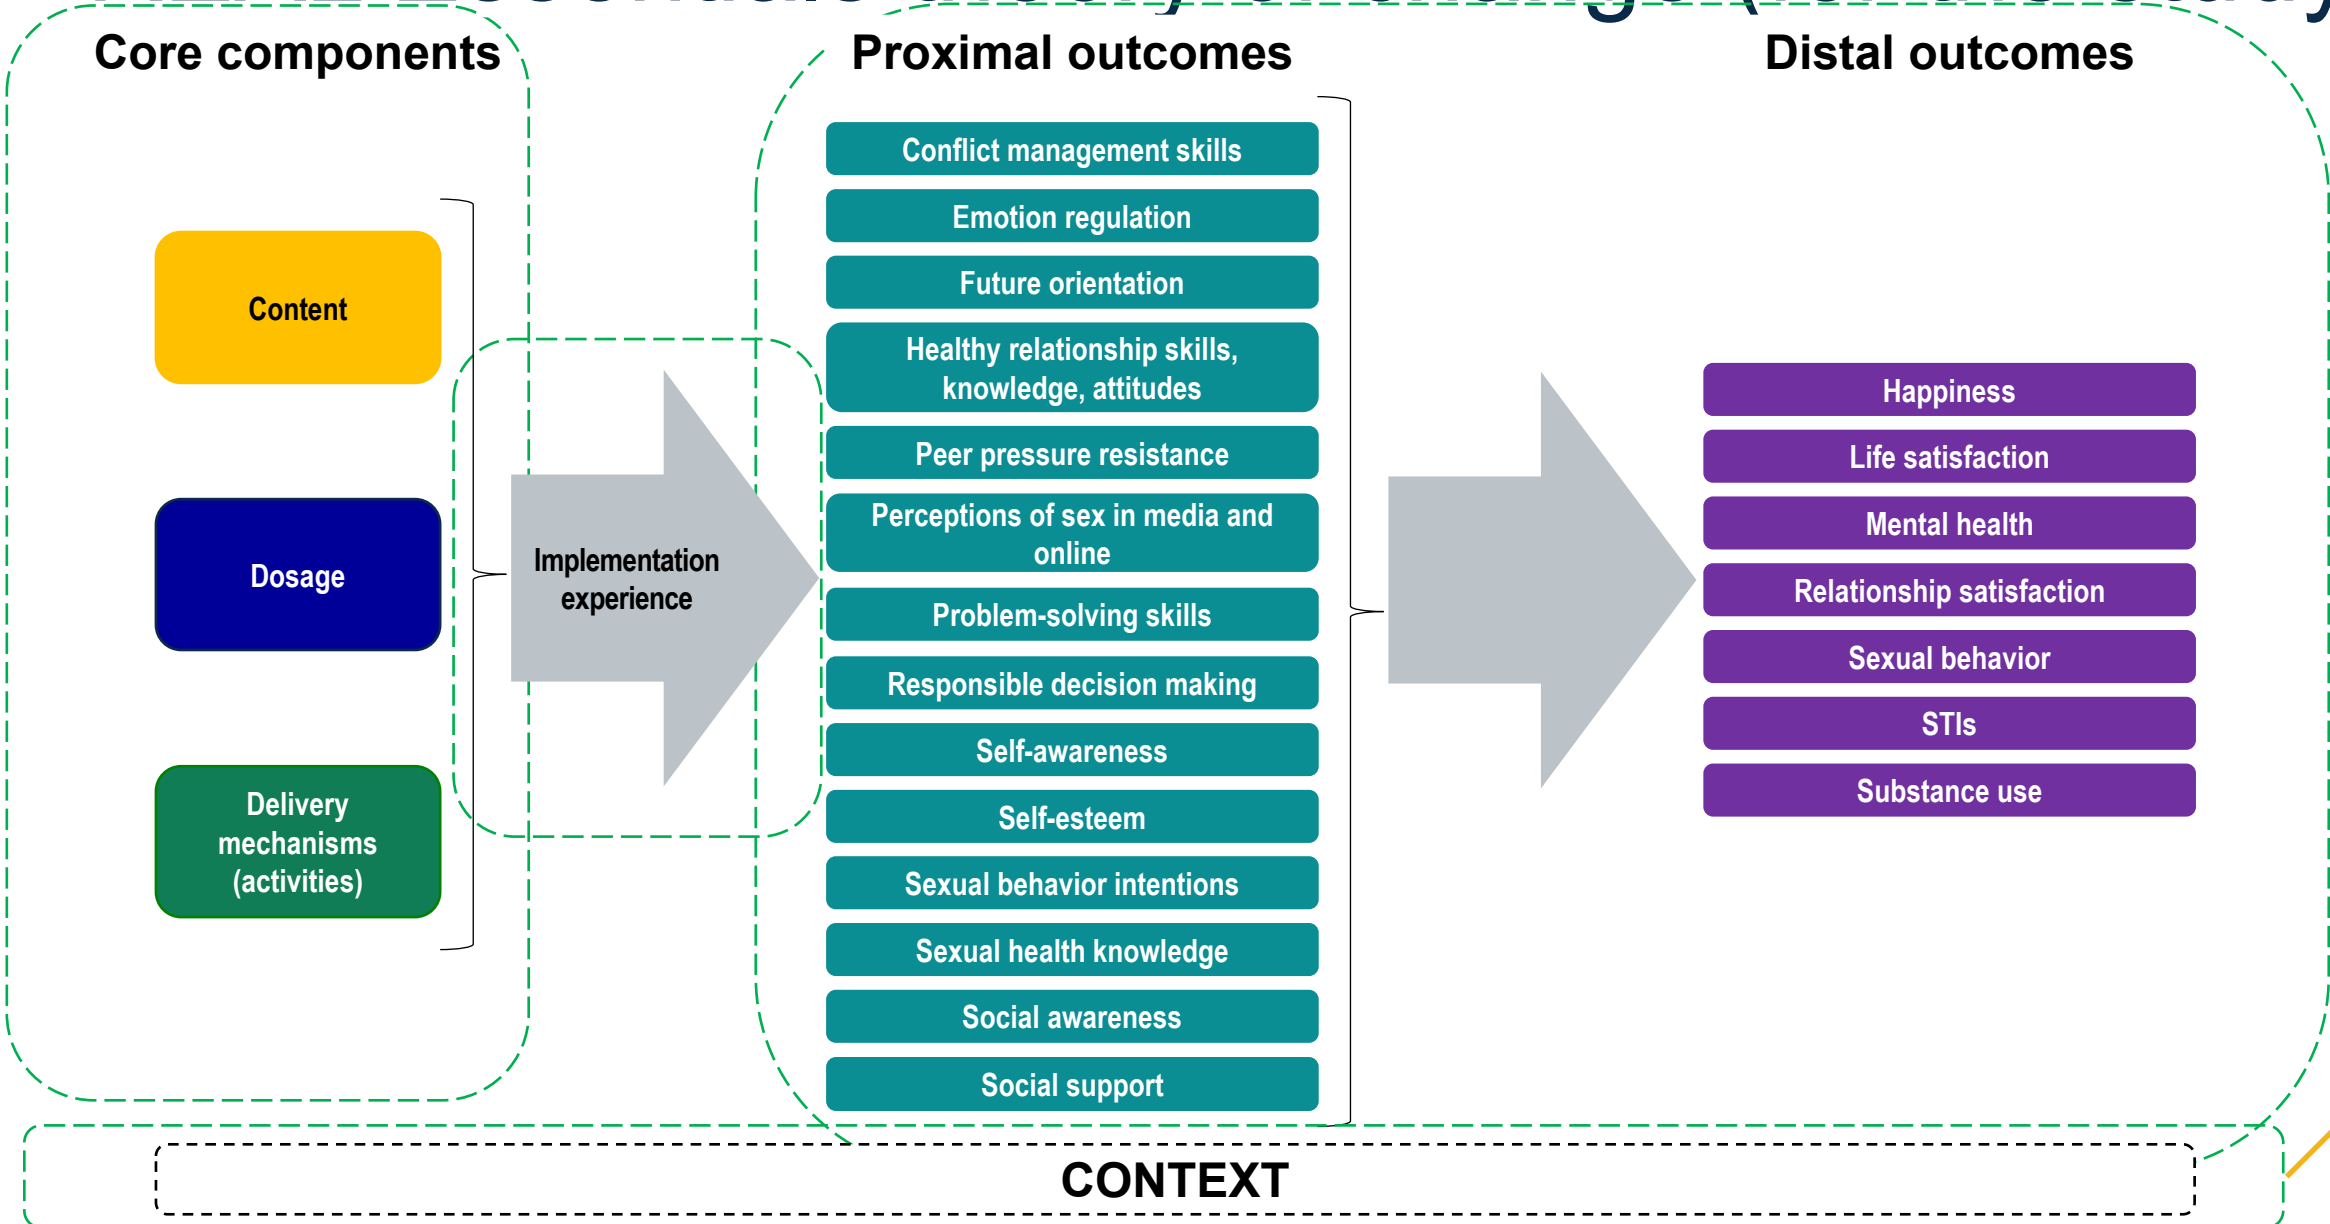 Core components
Proximal outcomes
Distal outcomes
Content
Dosage
Delivery
mechanisms
(activities)
Implementation
experience
Conflict management skills
Emotion regulation
Future orientation
Healthy relationship skills,
knowledge, attitudes
Peer pressure resistance
Perceptions of sex in media and
online
Problem-solving skills
Responsible decision making
Self-awareness
Self-esteem
Sexual behavior intentions
Sexual health knowledge
Social awareness
Social support
Happiness
Life satisfaction
Mental health
Relationship satisfaction
Sexual behavior
STIs
Substance use
CONTEXT